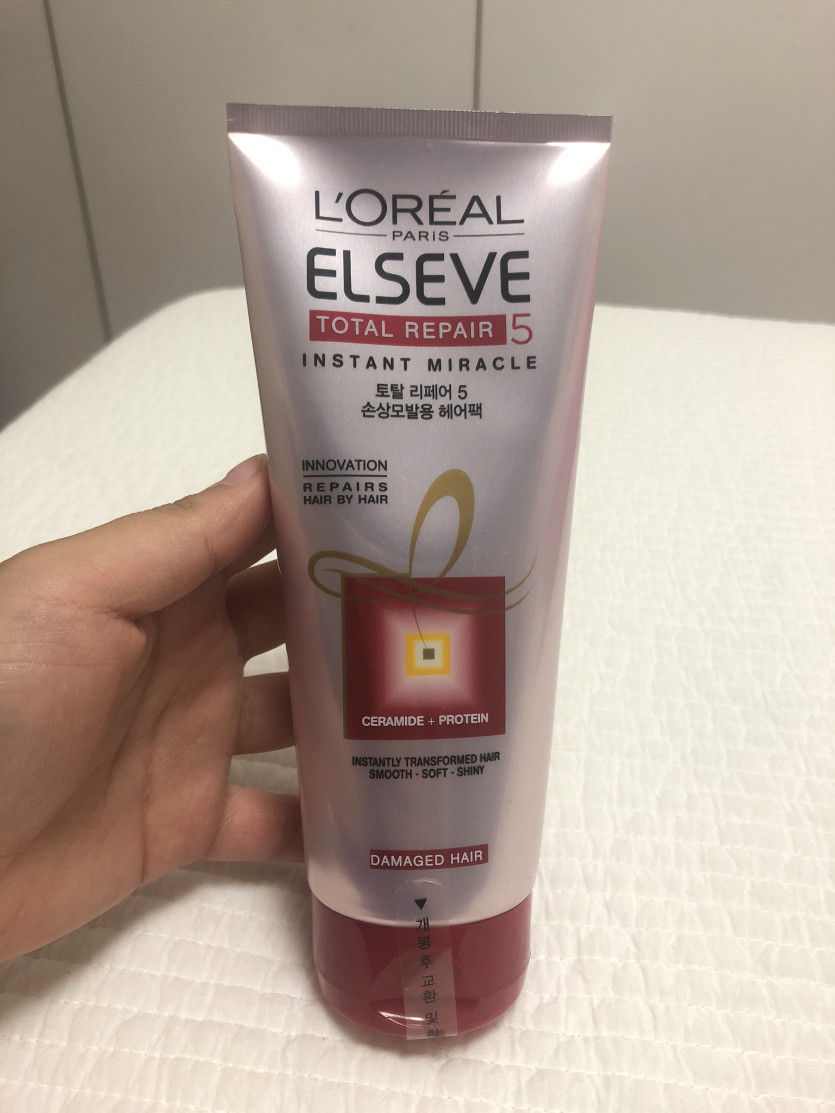 L'ORÉAL
PARIS
ELSEVE
TOTAL REPAIR 5
INSTANT MIRACLE
토탈 리페어 5
손상모발용 헤어팩
INNOVATION
REPAIRS
HAIR BY HAIR
CERAMIDE + PROTEIN
INSTANTLY TRANSFORMED HAIR
SMOOTH - SOFT - SHINY
DAMAGED HAIR
▼개봉 후 교환 및